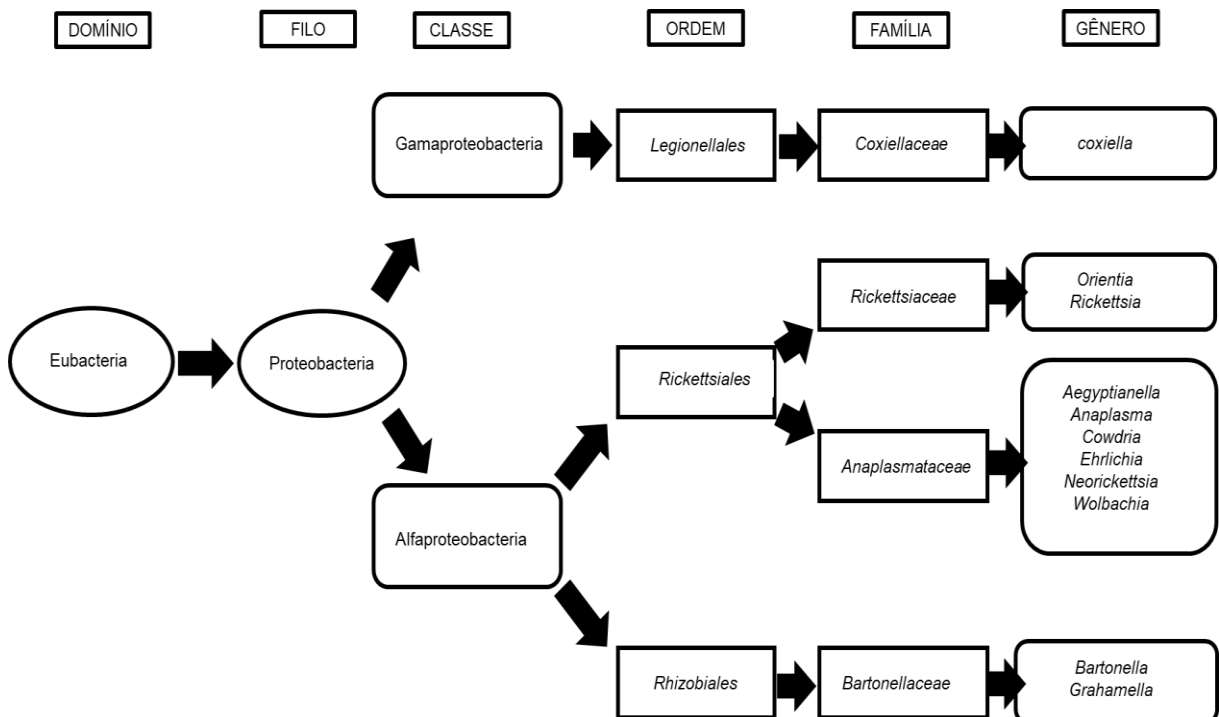 DOMÍNIO
FILO
CLASSE
ORDEM
FAMÍLIA
GÊNERO
Gamaproteobacteria
Legionellales
Coxiellaceae
coxiella
Rickettsiaceae
Orientia
Rickettsia
Eubacteria
Proteobacteria
Rickettsiales
Anaplasmataceae
Aegyptianella
Anaplasma
Cowdria
Ehrlichia
Neorickettsia
Wolbachia
Alfaproteobacteria
Rhizobiales
Bartonellaceae
Bartonella
Grahamella